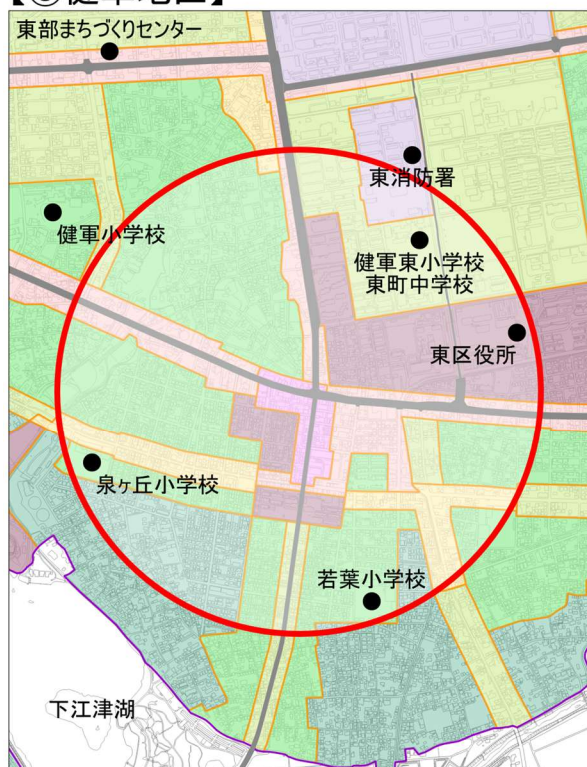 健軍地区】
東部まちづくりセンター
東消防署
健軍小学校
健軍東小学校
東町中学校
東区役所
泉ヶ丘小学校
若葉小学校
下江津湖